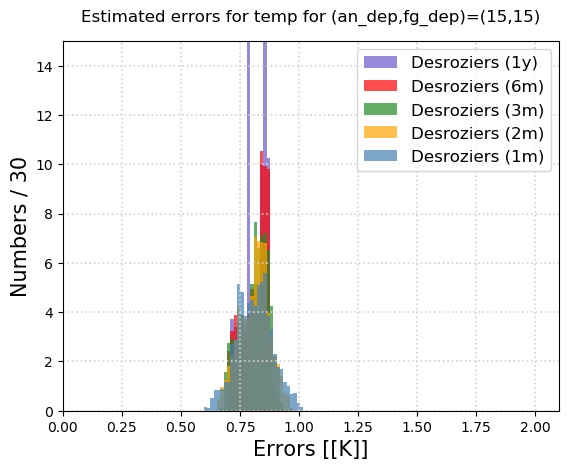 Estimated errors for temp for (an_dep,fg_dep)=(15,15)
Desroziers (1y)
Desroziers (6m)
Desroziers (3m)
Desroziers (2m)
Desroziers (1m)
Numbers / 30
14
12
10
8
6
4
2
0
0.00 0.25 0.50 0.75 1.00 1.25 1.50 1.75 2.00
Errors [[K]]